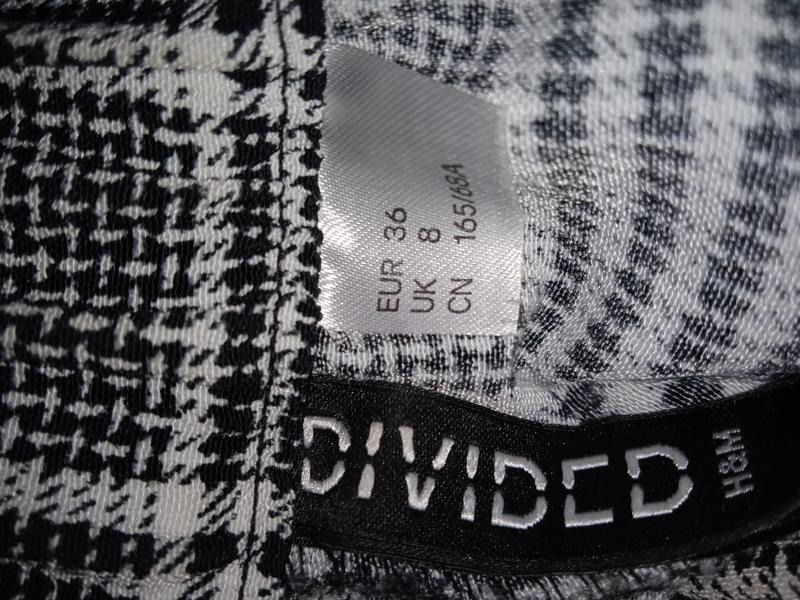 EUR 36
UK 8
CN 165/68A
DIVIDED
H&M